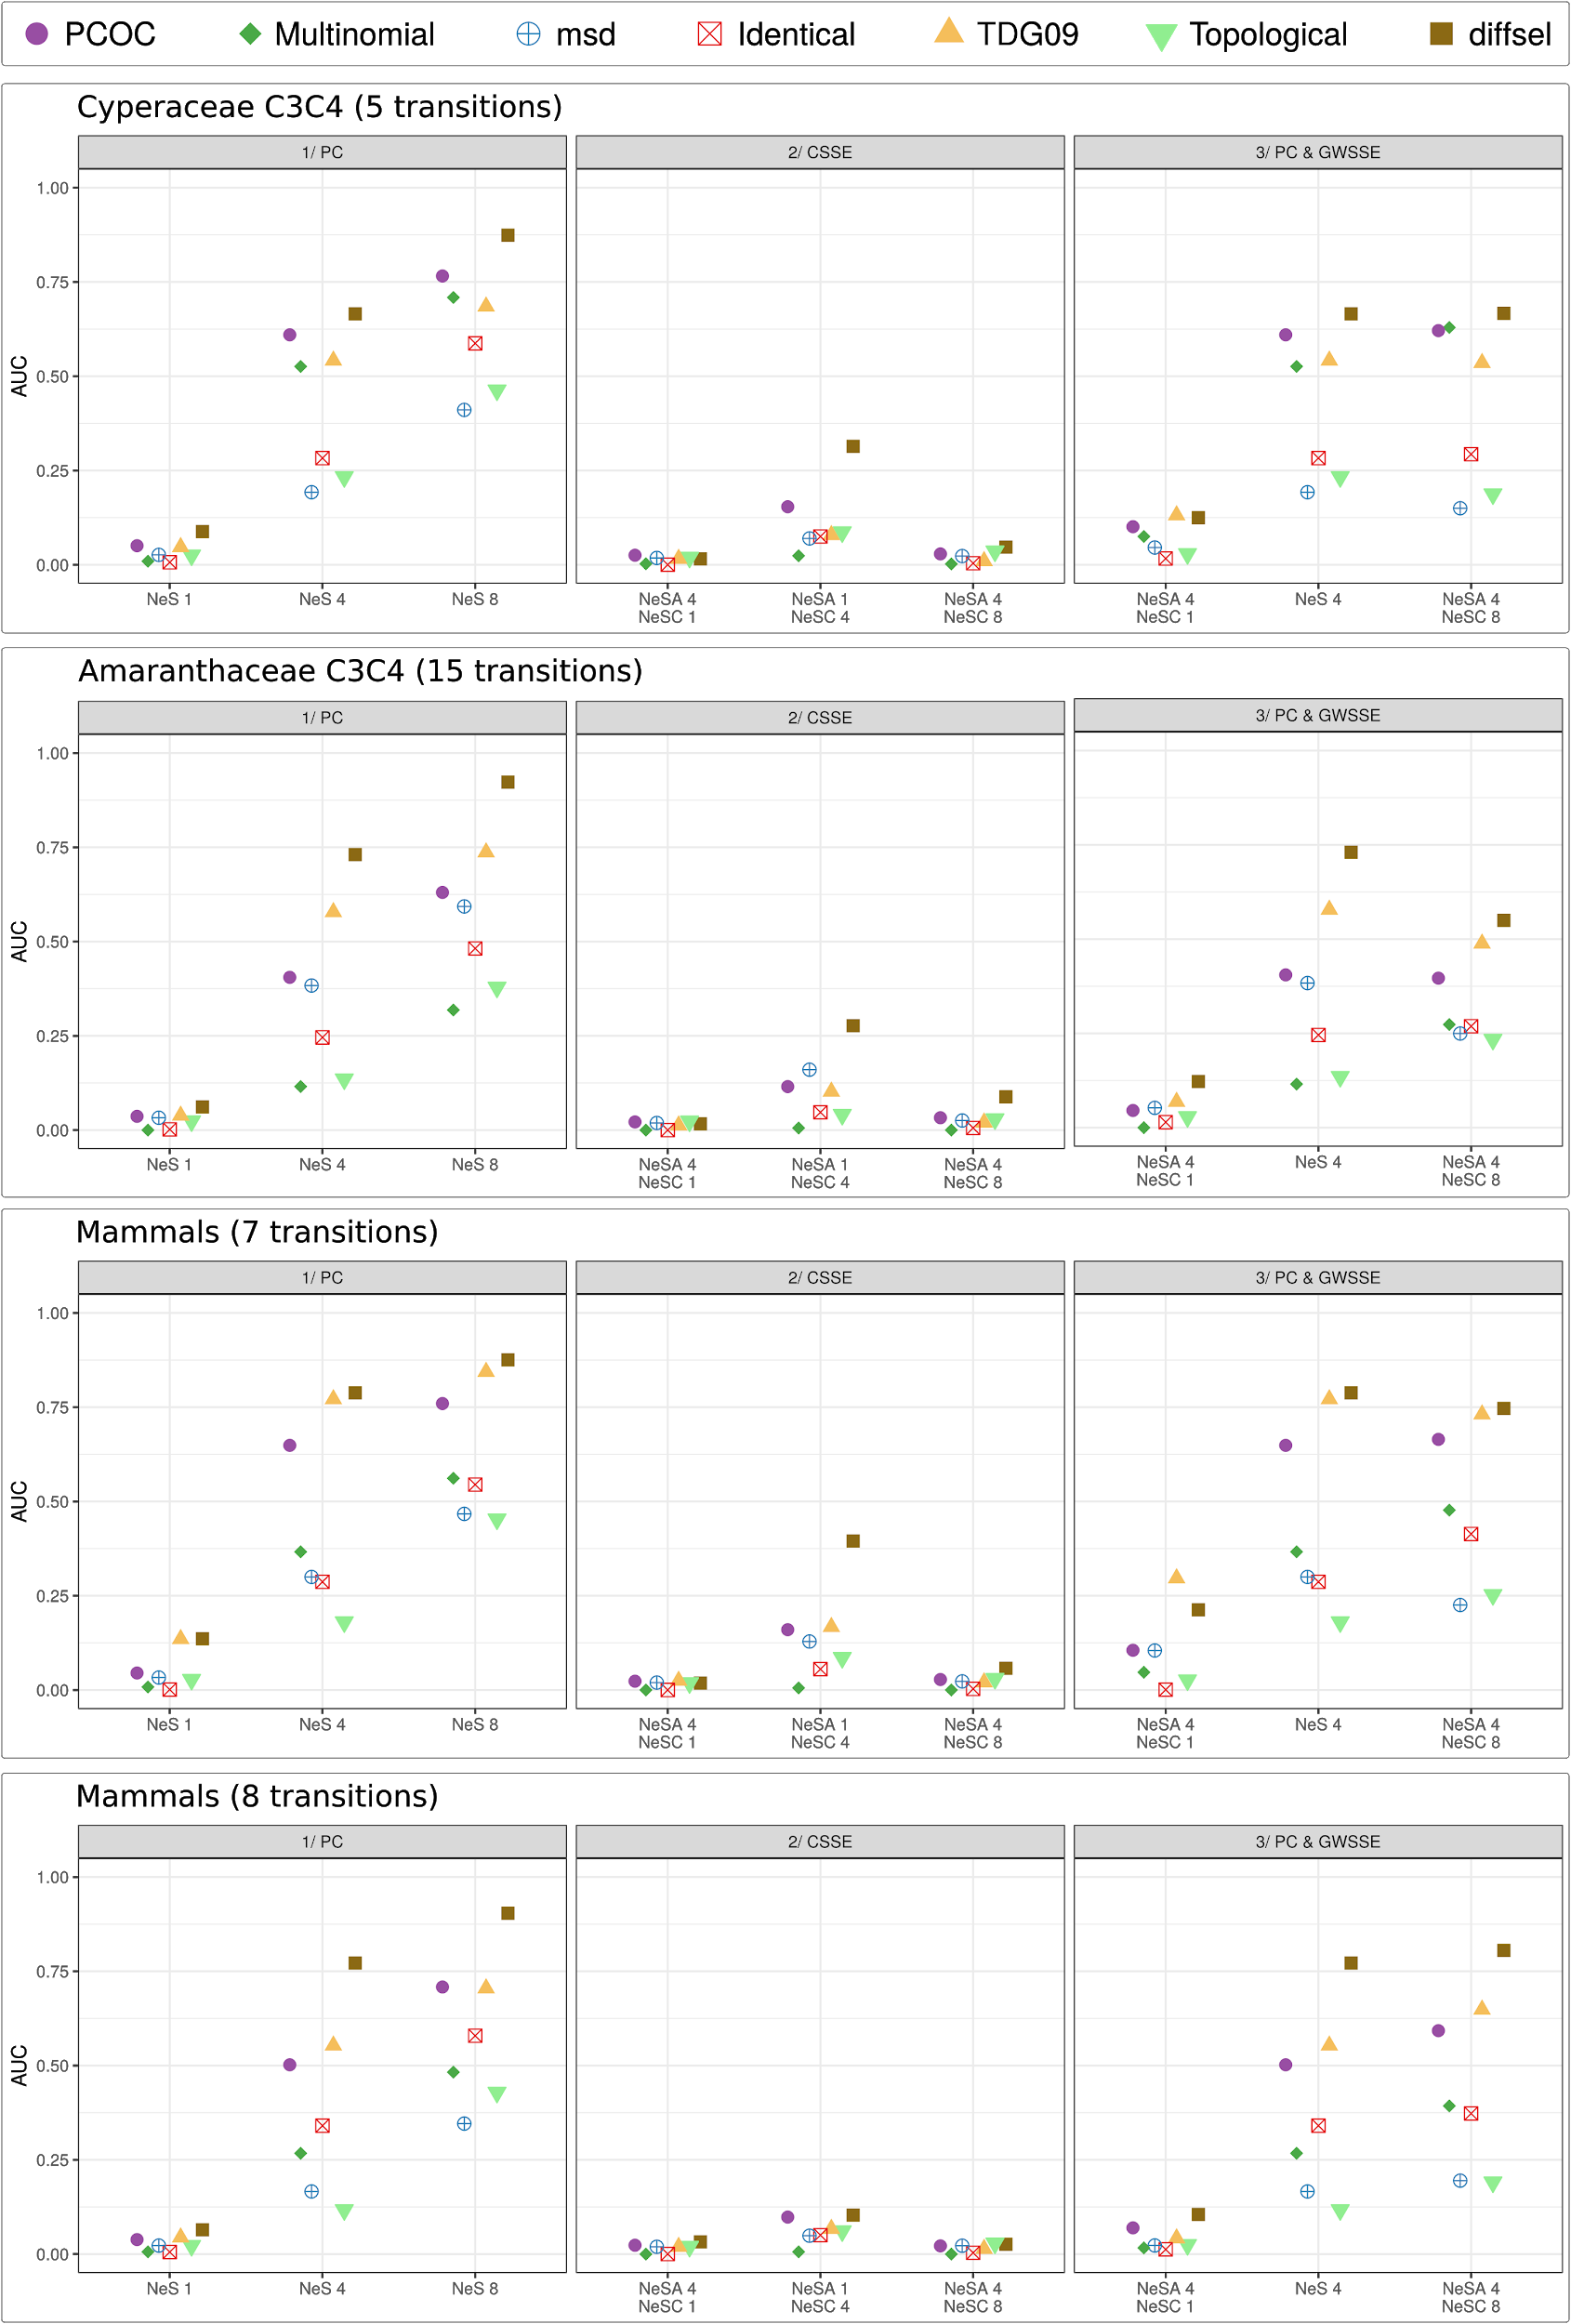 PCOC Multinomial msd Identical TDG09 Topological diffsel
Cyperaceae C3C4 (5 transitions)
1/ PC 2/ CSSE 3/ PC & GWSSE
AUC
1.00
0.75
0.50
0.25
0.00
NeS 1 NeS 4 NeS 8 NeSA 4 NeSA 1 NeSA 4 NeSA 4 NeS 4 NeSA 4
NeSC 1 NeSC 4 NeSC 8 NeSC 1 NeSC 8
Amaranthaceae C3C4 (15 transitions)
1/ PC 2/ CSSE 3/ PC & GWSSE
AUC
1.00
0.75
0.50
0.25
0.00
NeS 1 NeS 4 NeS 8 NeSA 4 NeSA 1 NeSA 4 NeSA 4 NeS 4 NeSA 4
NeSC 1 NeSC 4 NeSC 8 NeSC 1 NeSC 8
Mammals (7 transitions)
1/ PC 2/ CSSE 3/ PC & GWSSE
AUC
1.00
0.75
0.50
0.25
0.00
NeS 1 NeS 4 NeS 8 NeSA 4 NeSA 1 NeSA 4 NeSA 4 NeS 4 NeSA 4
NeSC 1 NeSC 4 NeSC 8 NeSC 1 NeSC 8
Mammals (8 transitions)
1/ PC 2/ CSSE 3/ PC & GWSSE
AUC
1.00
0.75
0.50
0.25
0.00
NeS 1 NeS 4 NeS 8 NeSA 4 NeSA 1 NeSA 4 NeSA 4 NeS 4 NeSA 4
NeSC 1 NeSC 4 NeSC 8 NeSC 1 NeSC 8